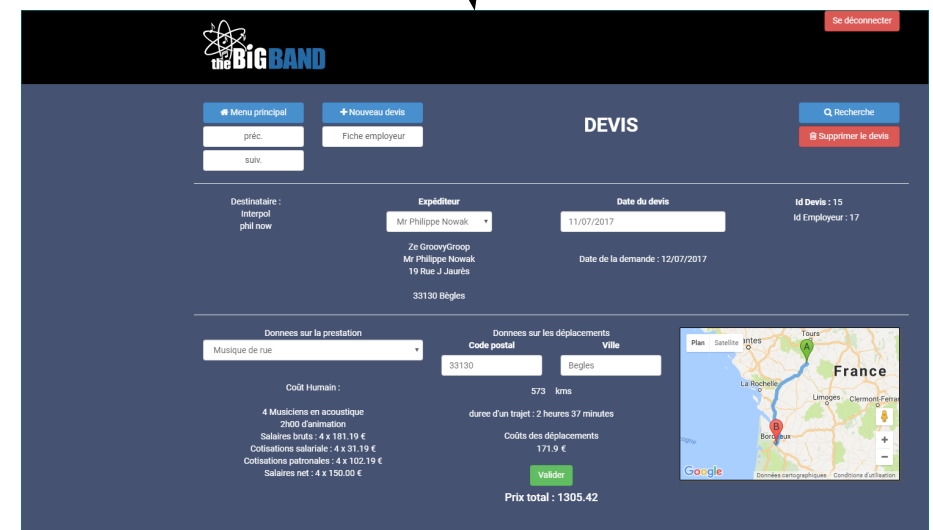 Se déconnecter
the BiG BAND
Menu principal
Nouveau devis
DEVIS
Recherche
préc.
Fiche employeur
Supprimer le devis
suiv.
Destinataire :
Interpol
phil now
Expéditeur
Mr Philippe Nowak
Ze GroovyGroop
Mr Philippe Nowak
19 Rue J Jaurès
33130 Bègles
Date du devis
11/07/2017
Date de la demande : 12/07/2017
Id Devis : 15
Id Employeur : 17
Donnees sur la prestation
Musique de rue
Coût Humain :
4 Musiciens en acoustique
2h00 d'animation
Salaires bruts : 4 x 181.19 €
Cotisations salariale : 4 x 31.19 €
Cotisations patronales : 4 x 102.19 €
Salaires net : 4 x 150.00 €
Donnees sur les déplacements
Code postal Ville
33130 Begles
573 kms
duree d'un trajet : 2 heures 37 minutes
Coûts des déplacements
171.9 €
Valider
Prix total : 1305.42
Plan Satellite
antes
Tours
A
France
La Rochelle
Limoges
Clermont-Ferra
B
Bordeaux
Google
Données cartographiques Conditions d'utilisation